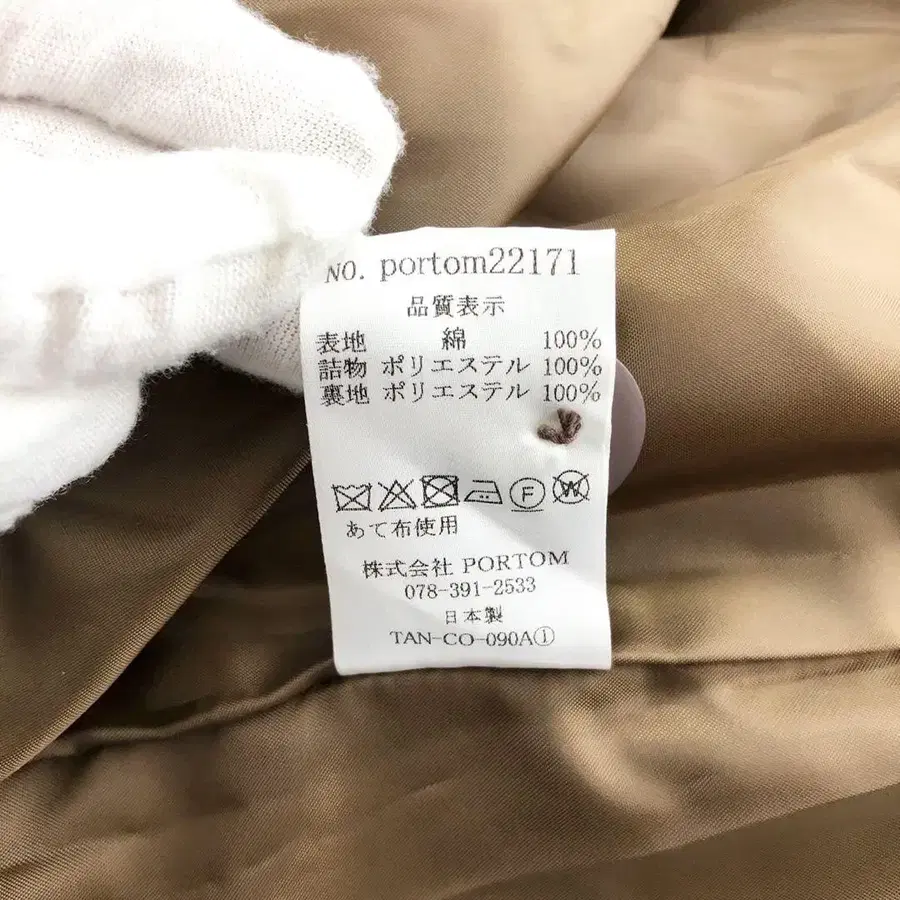 NO. portom22171
品質表示
表地 綿 100%
詰物 ポリエステル 100%
裏地 ポリエステル 100%
F W
あて布使用
株式会社 PORTOM
078-391-2533
日本製
TAN-CO-090A①